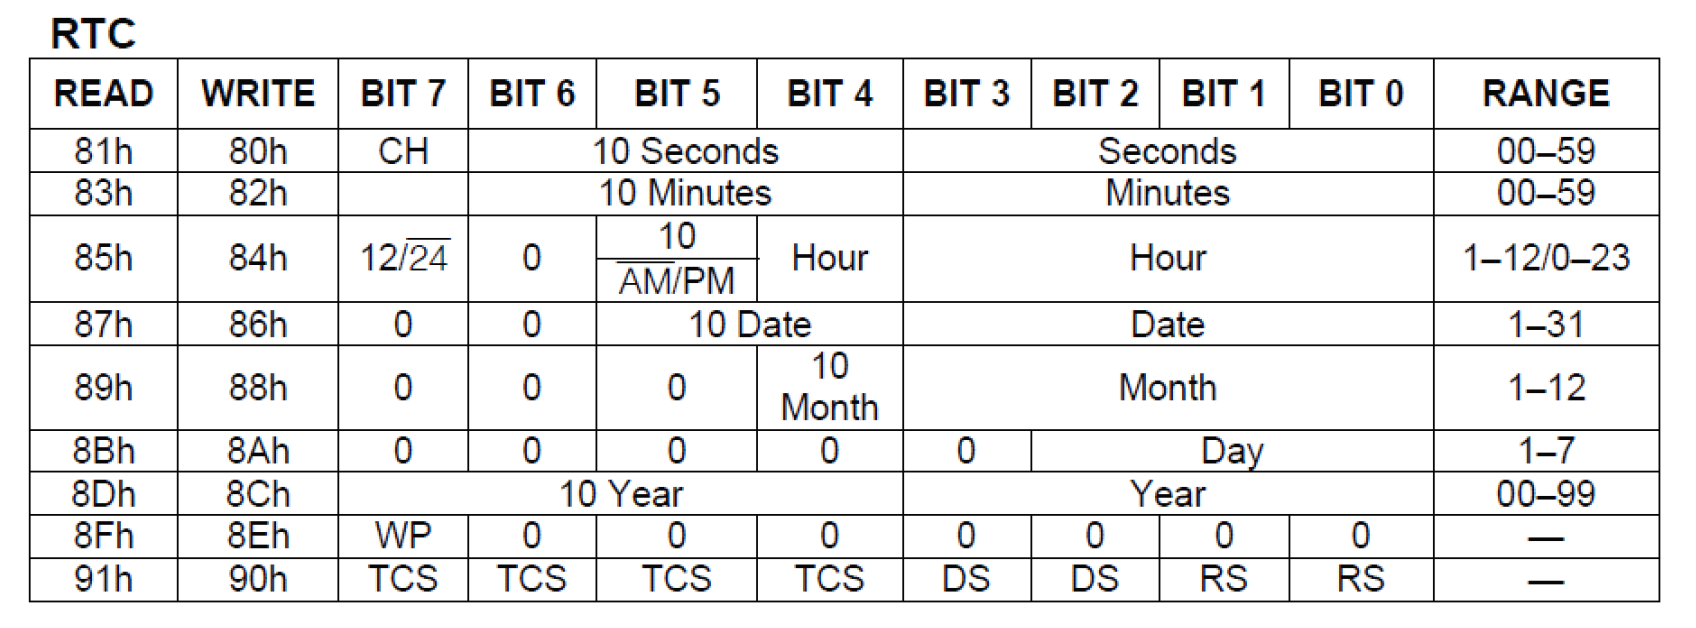 RTC
READ WRITE BIT 7 BIT 6 BIT 5 BIT 4 BIT 3 BIT 2 BIT 1 BIT 0 RANGE
81h 80h CH 10 Seconds Seconds 00–59
83h 82h 10 Minutes Minutes 00–59
85h 84h 12/2̅4̅ 0 10 Hour Hour 1–12/0–23
A̅M̅/PM
87h 86h 0 0 10 Date Date 1–31
89h 88h 0 0 0 10 Month Month 1–12
8Bh 8Ah 0 0 0 0 0 Day 1–7
8Dh 8Ch 10 Year Year 00–99
8Fh 8Eh WP 0 0 0 0 0 0 0 —
91h 90h TCS TCS TCS TCS DS DS RS RS —